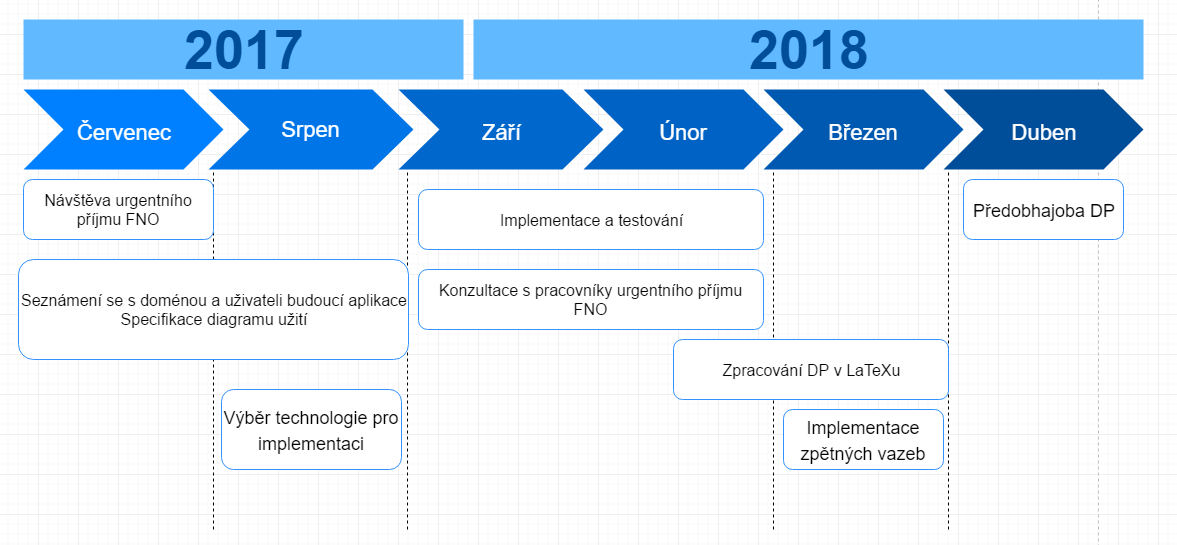 2017
2018
Červenec
Srpen
Září
Únor
Březen
Duben
Návštěva urgentního
příjmu FNO
Implementace a testování
Předobhajoba DP
Seznámení se s doménou a uživateli budoucí aplikace
Specifikace diagramu užití
Konzultace s pracovníky urgentního příjmu
FNO
Zpracování DP v LaTeXu
Výběr technologie pro
implementaci
Implementace
zpětných vazeb